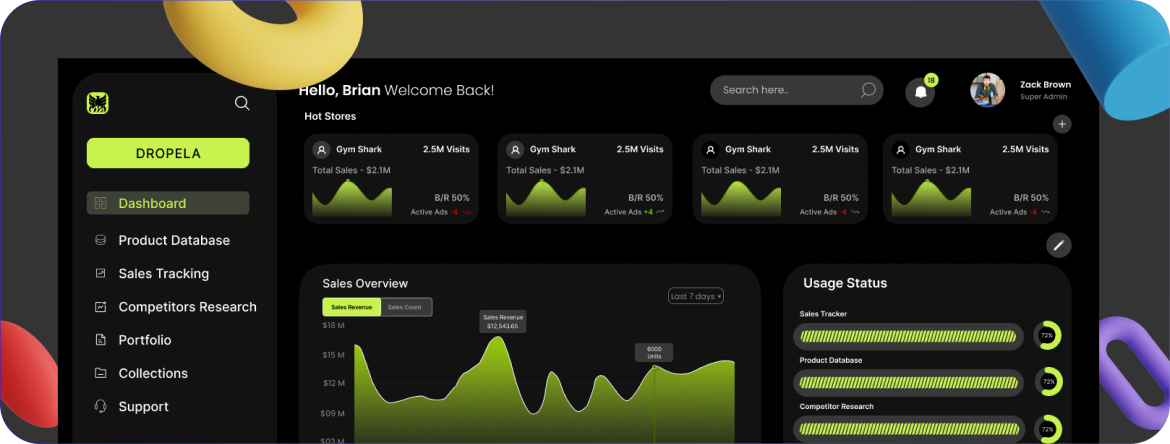 Hello, Brian Welcome Back!
Search here..
18
Zack Brown
Super Admin
DROPELA
Dashboard
Product Database
Sales Tracking
Competitors Research
Portfolio
Collections
Support
Hot Stores
Gym Shark 2.5M Visits
Total Sales - $2.1M
B/R 50%
Active Ads -4
Gym Shark 2.5M Visits
Total Sales - $2.1M
B/R 50%
Active Ads +4
Gym Shark 2.5M Visits
Total Sales - $2.1M
B/R 50%
Active Ads -4
Gym Shark 2.5M Visits
Total Sales - $2.1M
B/R 50%
Active Ads -4
Sales Overview
Sales Revenue Sales Count
Last 7 days
$18 M
$15 M
$12 M
$09 M
$03 M
Sales Revenue
$12,543.65
6000
Units
Usage Status
Sales Tracker
72%
Product Database
72%
Competitor Research
72%